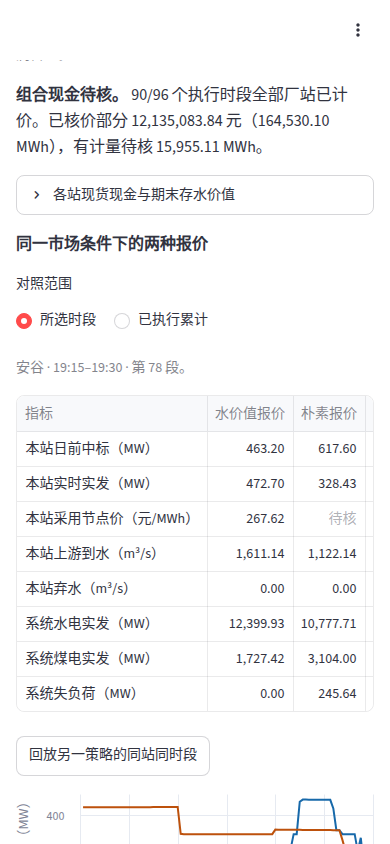 组合现金待核。 90/96 个执行时段全部厂站已计
价。已核价部分 12,135,083.84 元（164,530.10
MWh），有计量待核 15,955.11 MWh。
各站现货现金与期末存水价值
同一市场条件下的两种报价
对照范围
所选时段 已执行累计
安谷 · 19:15–19:30 · 第 78 段。
指标 水价值报价 朴素报价
本站日前中标（MW） 463.20 617.60
本站实时实发（MW） 472.70 328.43
本站采用节点价（元/MWh） 267.62 待核
本站上游到水（m³/s） 1,611.14 1,122.14
本站弃水（m³/s） 0.00 0.00
系统水电实发（MW） 12,399.93 10,777.71
系统煤电实发（MW） 1,727.42 3,104.00
系统失负荷（MW） 0.00 245.64
回放另一策略的同站同时段
(MW)
400